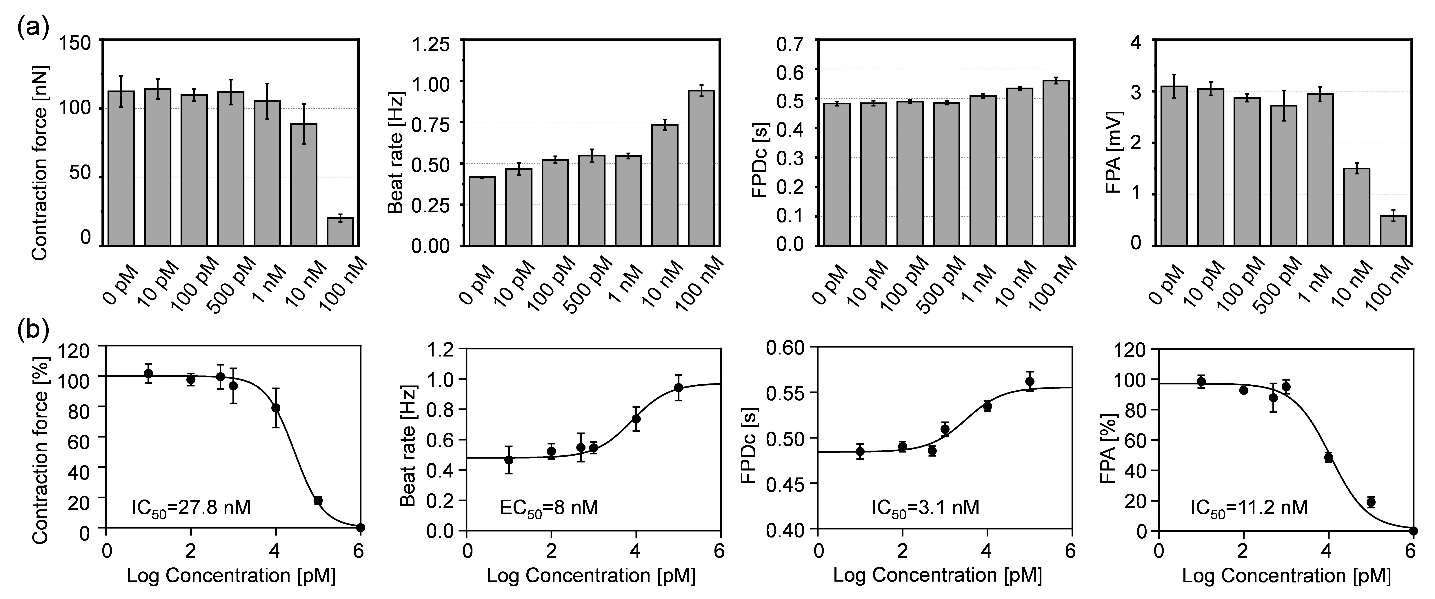 (a)
Contraction force [nN]
150
100
50
0
0 pM
10 pM
100 pM
500 pM
1 nM
10 nM
100 nM
Beat rate [Hz]
1.25
1.00
0.75
0.50
0.25
0.00
0 pM
10 pM
100 pM
500 pM
1 nM
10 nM
100 nM
FPDc [s]
0.7
0.6
0.5
0.4
0.3
0.2
0.1
0.0
0 pM
10 pM
100 pM
500 pM
1 nM
10 nM
100 nM
FPA [mV]
4
3
2
1
0
0 pM
10 pM
100 pM
500 pM
1 nM
10 nM
100 nM
(b)
Contraction force [%]
120
100
80
60
40
20
0
IC50=27.8 nM
0 2 4 6
Log Concentration [pM]
Beat rate [Hz]
1.2
1.0
0.8
0.6
0.4
0.2
0.0
EC50=8 nM
0 2 4 6
Log Concentration [pM]
FPDc [s]
0.60
0.55
0.50
0.45
0.40
IC50=3.1 nM
0 2 4 6
Log Concentration [pM]
FPA [%]
120
100
80
60
40
20
0
IC50=11.2 nM
0 2 4 6
Log Concentration [pM]